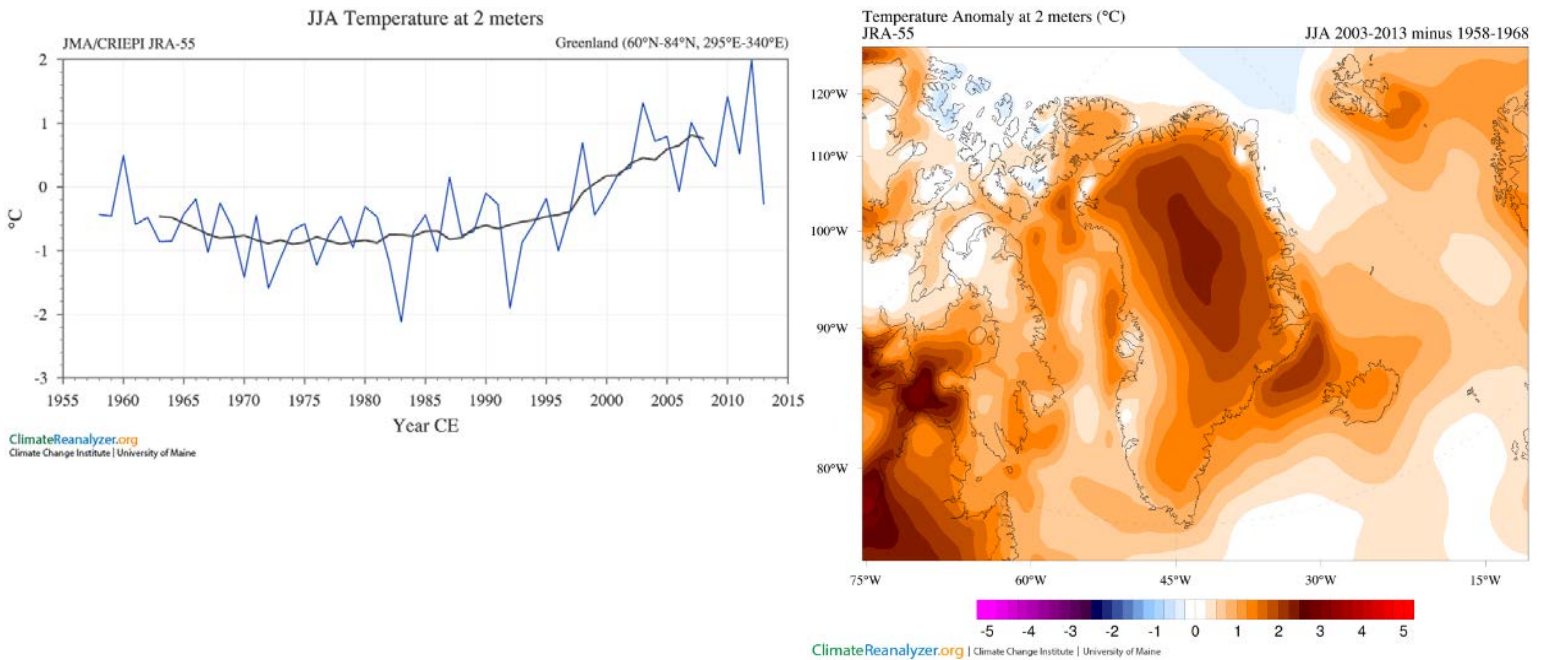 JJA Temperature at 2 meters
JMA/CRIEPI JRA-55
Greenland (60°N-84°N, 295°E-340°E)
2
1
0
-1
-2
-3
°C
1955 1960 1965 1970 1975 1980 1985 1990 1995 2000 2005 2010 2015
Year CE
ClimateReanalyzer.org
Climate Change Institute | University of Maine
Temperature Anomaly at 2 meters (°C)
JRA-55
JJA 2003-2013 minus 1958-1968
120°W
110°W
100°W
90°W
80°W
75°W 60°W 45°W 30°W 15°W
-5 -4 -3 -2 -1 0 1 2 3 4 5
ClimateReanalyzer.org | Climate Change Institute | University of Maine